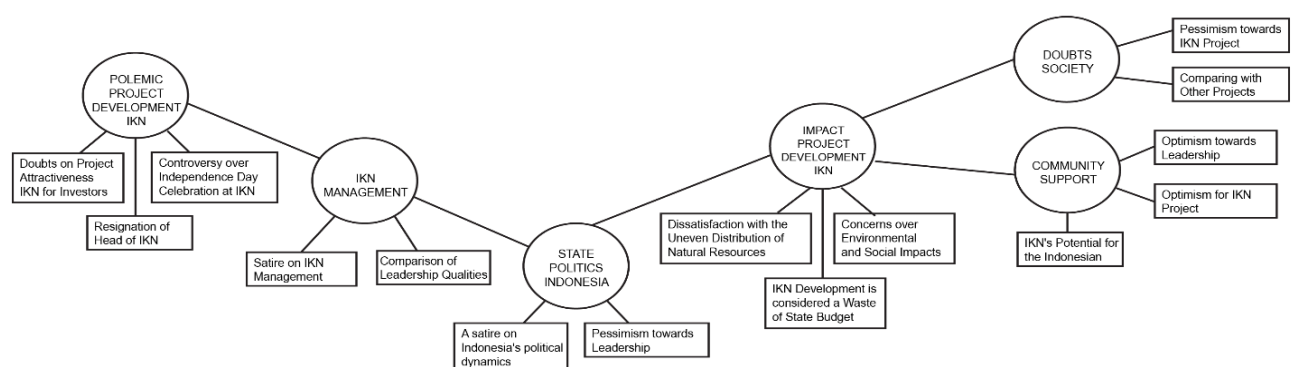 POLEMIC
PROJECT
DEVELOPMENT
IKN
Doubts on Project
Attractiveness
IKN for Investors
Resignation of
Head of IKN
Controversy over
Independence Day
Celebration at IKN
IKN
MANAGEMENT
Satire on IKN
Management
Comparison of
Leadership Qualities
STATE
POLITICS
INDONESIA
A satire on
Indonesia's political
dynamics
Pessimism towards
Leadership
IMPACT
PROJECT
DEVELOPMENT
IKN
Dissatisfaction with the
Uneven Distribution of
Natural Resources
IKN Development is
considered a Waste
of State Budget
Concerns over
Environmental
and Social Impacts
DOUBTS
SOCIETY
Pessimism towards
IKN Project
Comparing with
Other Projects
COMMUNITY
SUPPORT
Optimism towards
Leadership
Optimism for IKN
Project
IKN's Potential for
the Indonesian